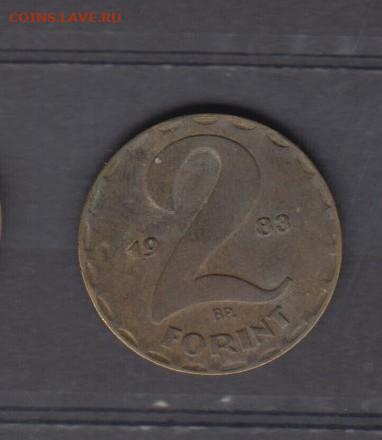 COINS.LAVE.RU
19 83
2
BP.
FORINT